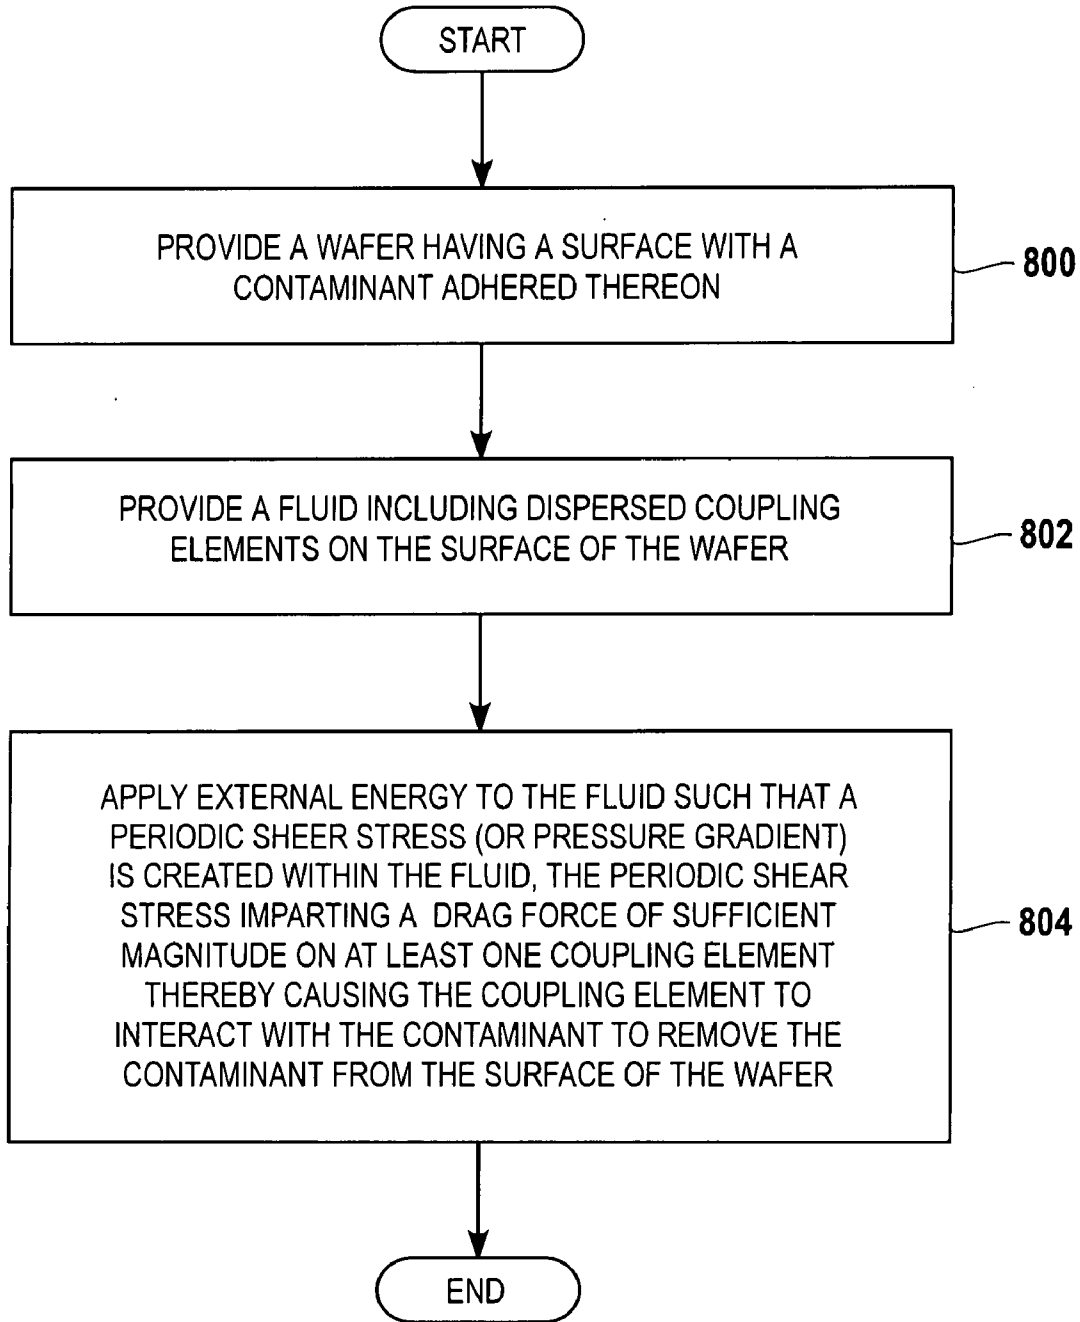 START
PROVIDE A WAFER HAVING A SURFACE WITH A
CONTAMINANT ADHERED THEREON
800
PROVIDE A FLUID INCLUDING DISPERSED COUPLING
ELEMENTS ON THE SURFACE OF THE WAFER
802
APPLY EXTERNAL ENERGY TO THE FLUID SUCH THAT A
PERIODIC SHEER STRESS (OR PRESSURE GRADIENT)
IS CREATED WITHIN THE FLUID, THE PERIODIC SHEAR
STRESS IMPARTING A DRAG FORCE OF SUFFICIENT
MAGNITUDE ON AT LEAST ONE COUPLING ELEMENT
THEREBY CAUSING THE COUPLING ELEMENT TO
INTERACT WITH THE CONTAMINANT TO REMOVE THE
CONTAMINANT FROM THE SURFACE OF THE WAFER
804
END